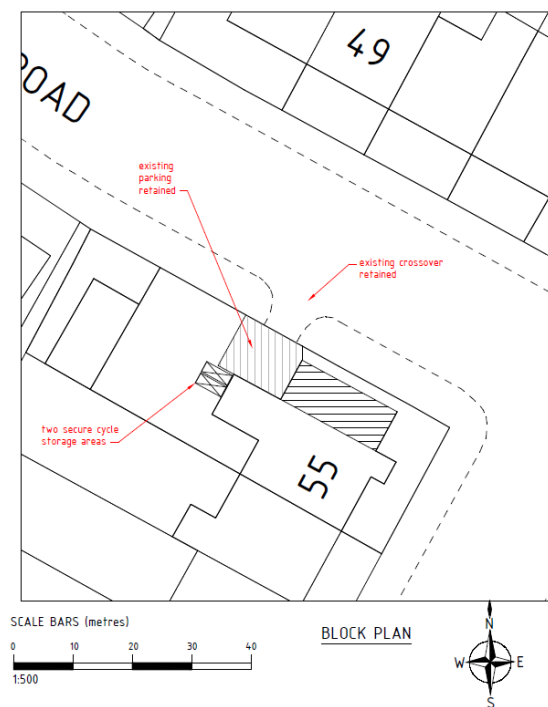 49
ROAD
existing
parking
retained
existing crossover
retained
two secure cycle
storage areas
55
SCALE BARS (metres)
0 10 20 30 40
1:500
BLOCK PLAN
N
W E
S